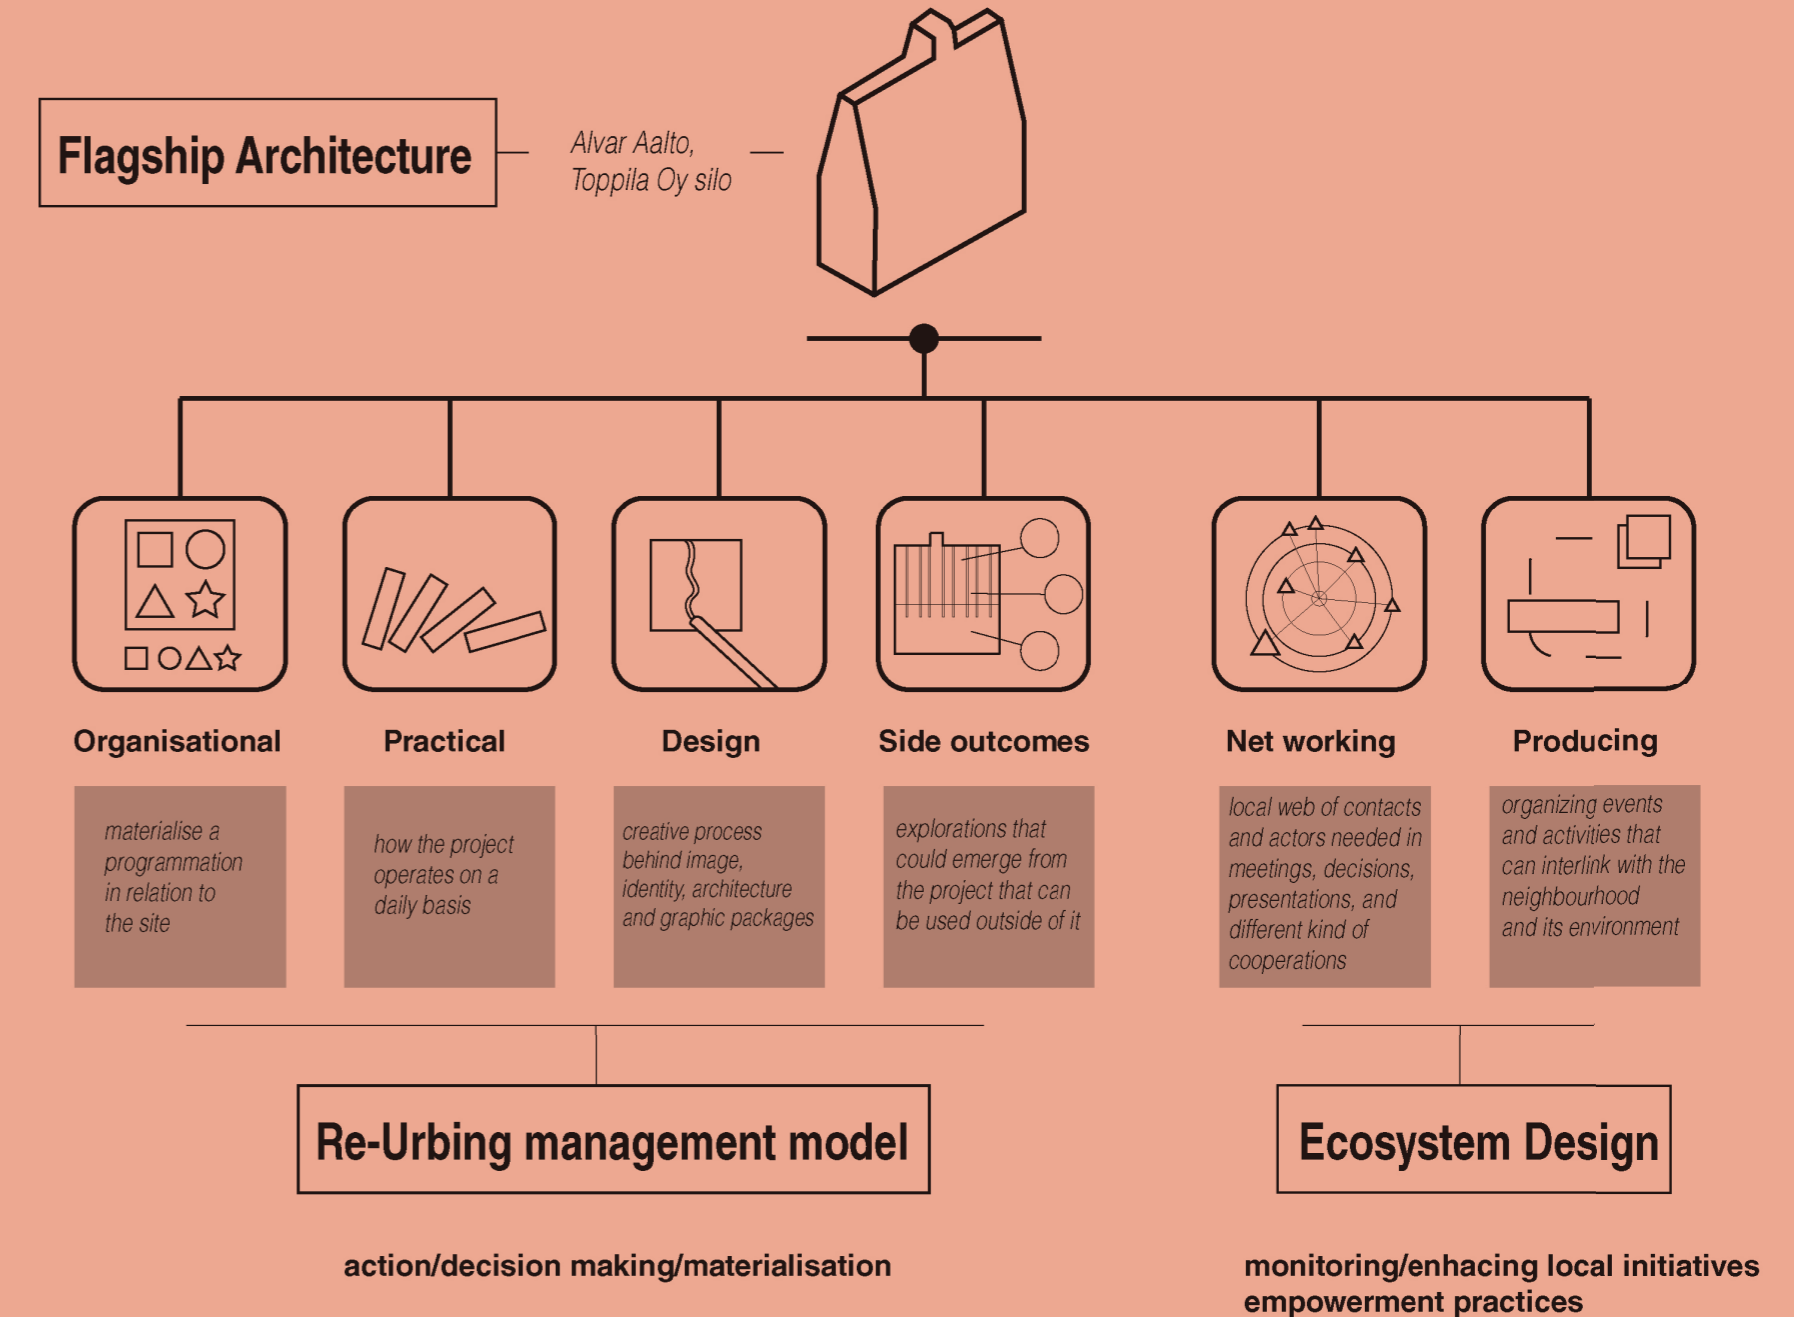 Flagship Architecture
Alvar Aalto,
Toppila Oy silo
Organisational
materialise a
programmation
in relation to
the site
Practical
how the project
operates on a
daily basis
Design
creative process
behind image,
identity, architecture
and graphic packages
Side outcomes
explorations that
could emerge from
the project that can
be used outside of it
Net working
local web of contacts
and actors needed in
meetings, decisions,
presentations, and
different kind of
cooperations
Producing
organizing events
and activities that
can interlink with the
neighbourhood
and its environment
Re-Urbing management model
action/decision making/materialisation
Ecosystem Design
monitoring/enhacing local initiatives
empowerment practices